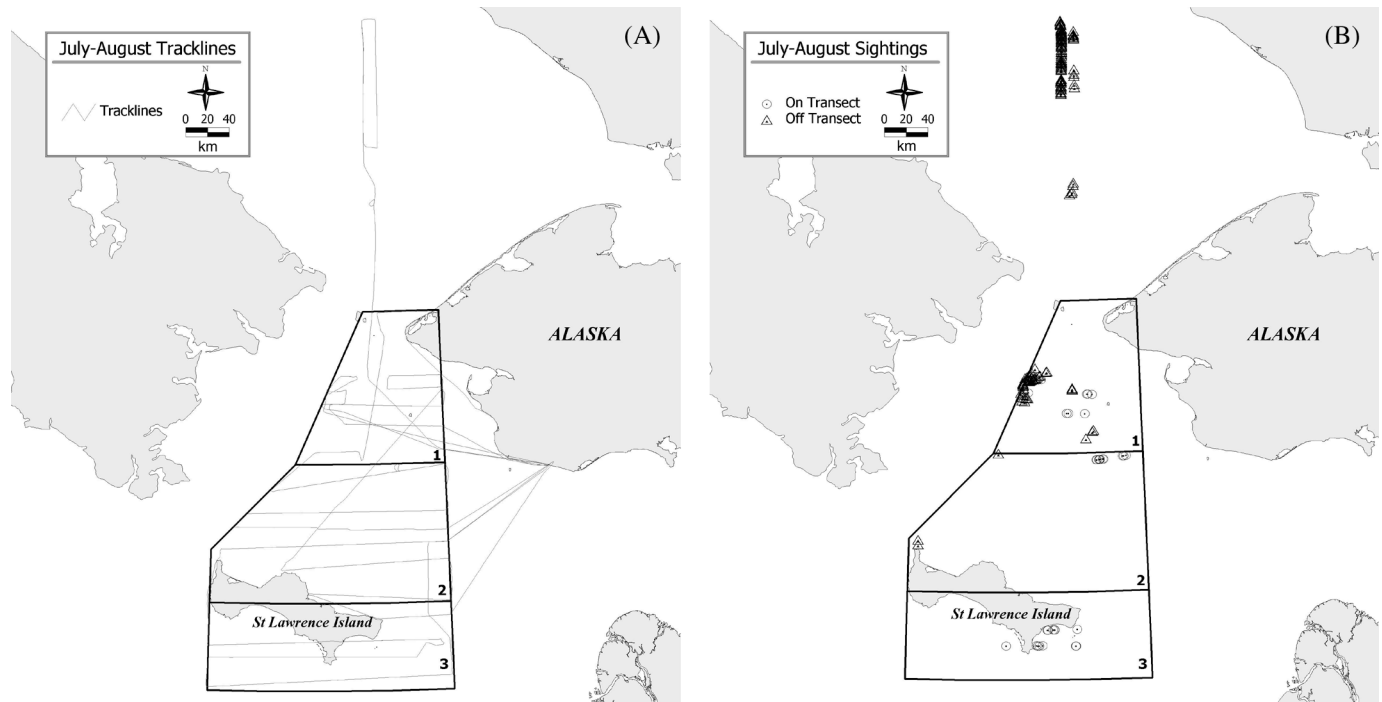 July-August Tracklines
N
Tracklines
0 20 40
km
(A)
ALASKA
1
2
St Lawrence Island
3
July-August Sightings
N
On Transect
Off Transect
0 20 40
km
(B)
ALASKA
1
2
St Lawrence Island
3